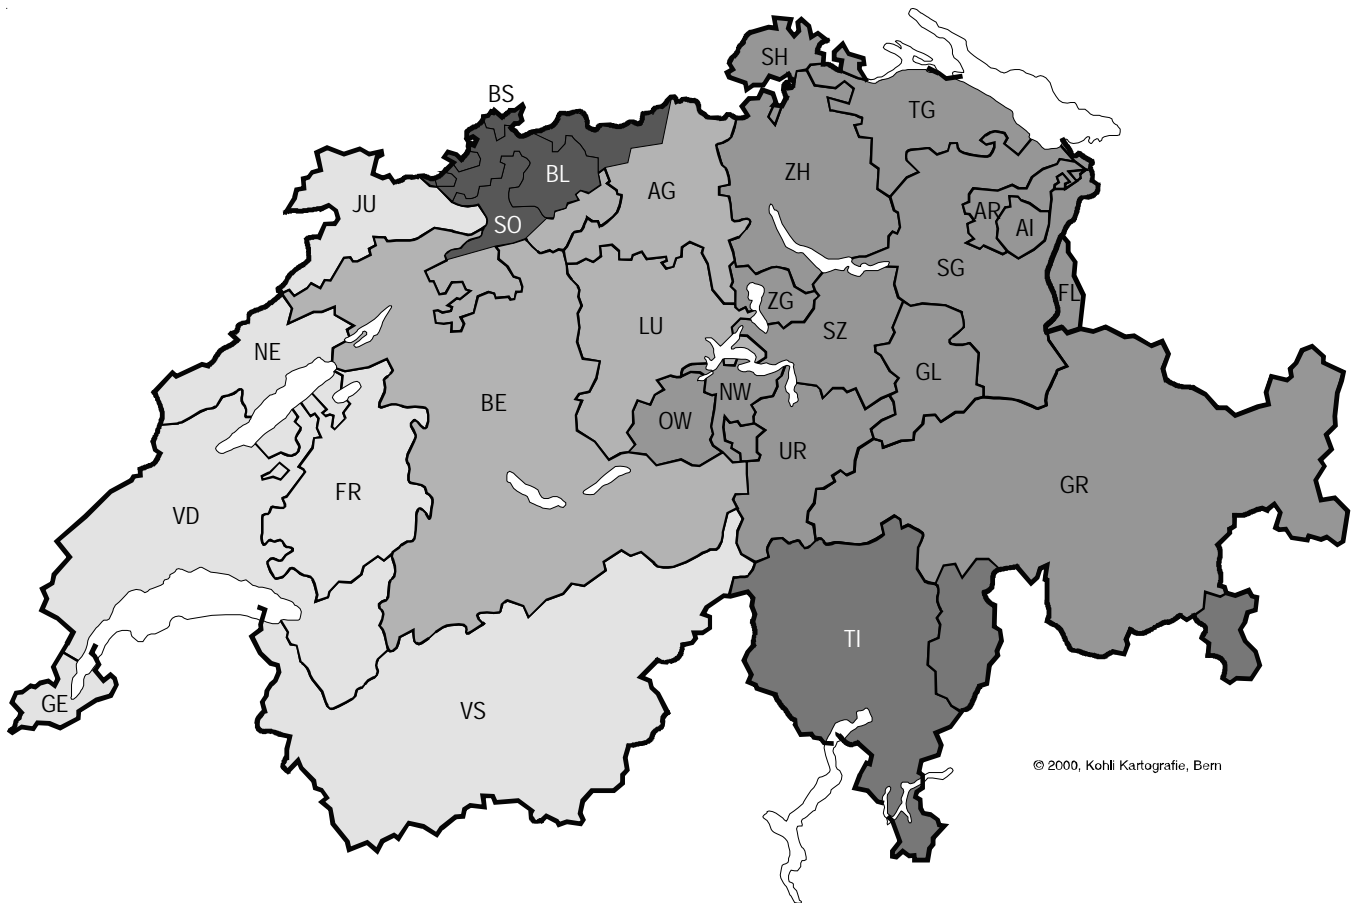 SH
BS
TG
BL
ZH
JU
AG
AR
SO
AI
SG
FL
ZG
LU
SZ
NE
GL
NW
BE
OW
UR
FR
GR
VD
TI
GE
VS
© 2000, Kohli Kartografie, Bern